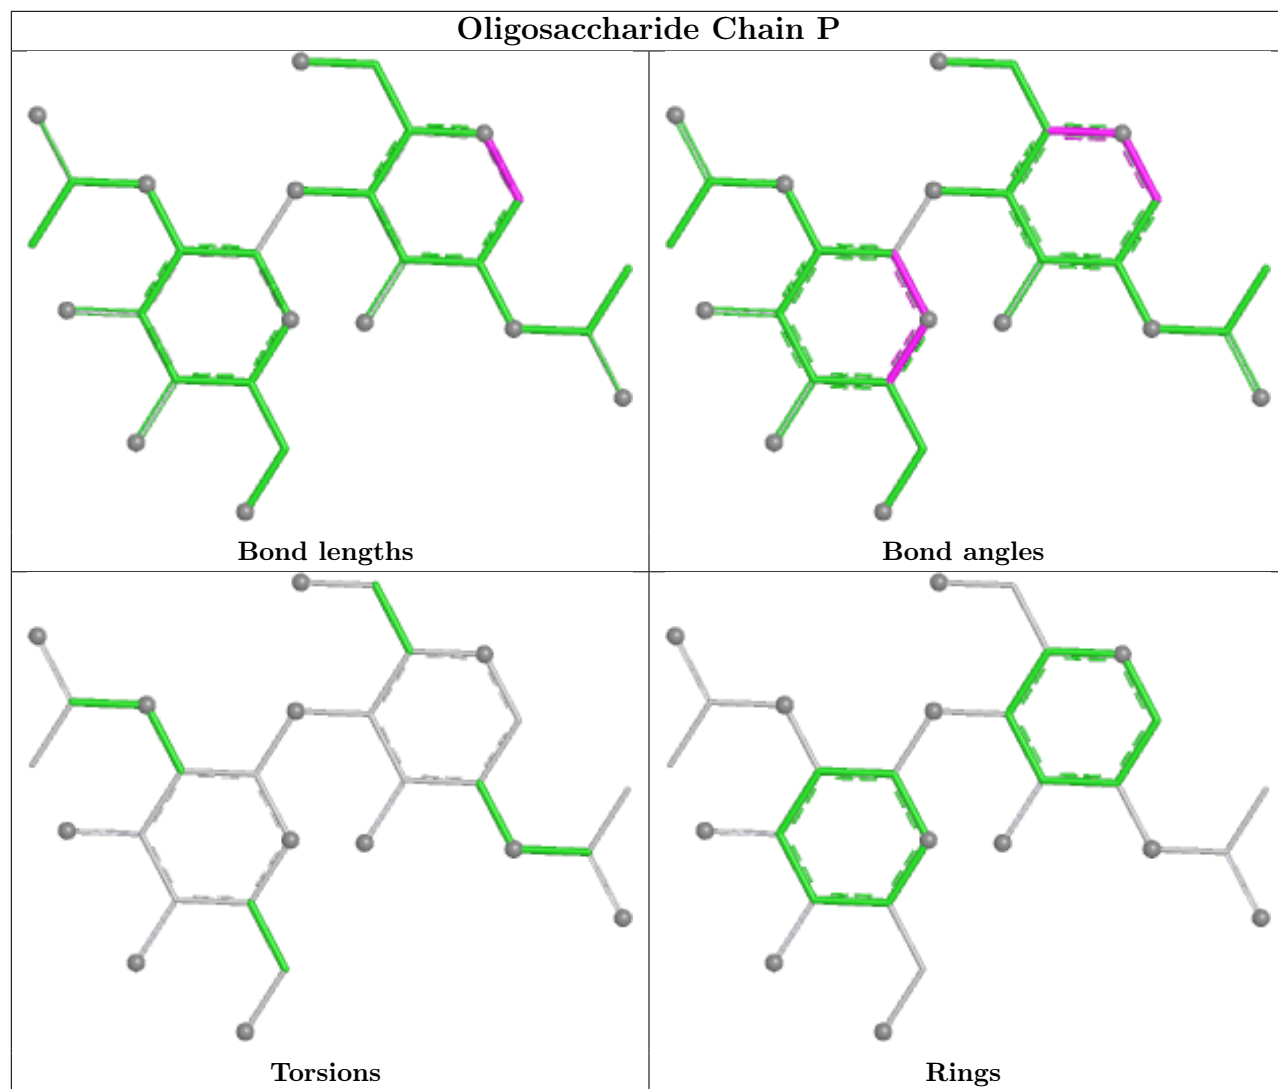 Oligosaccharide Chain P
Bond lengths
Bond angles
Torsions
Rings